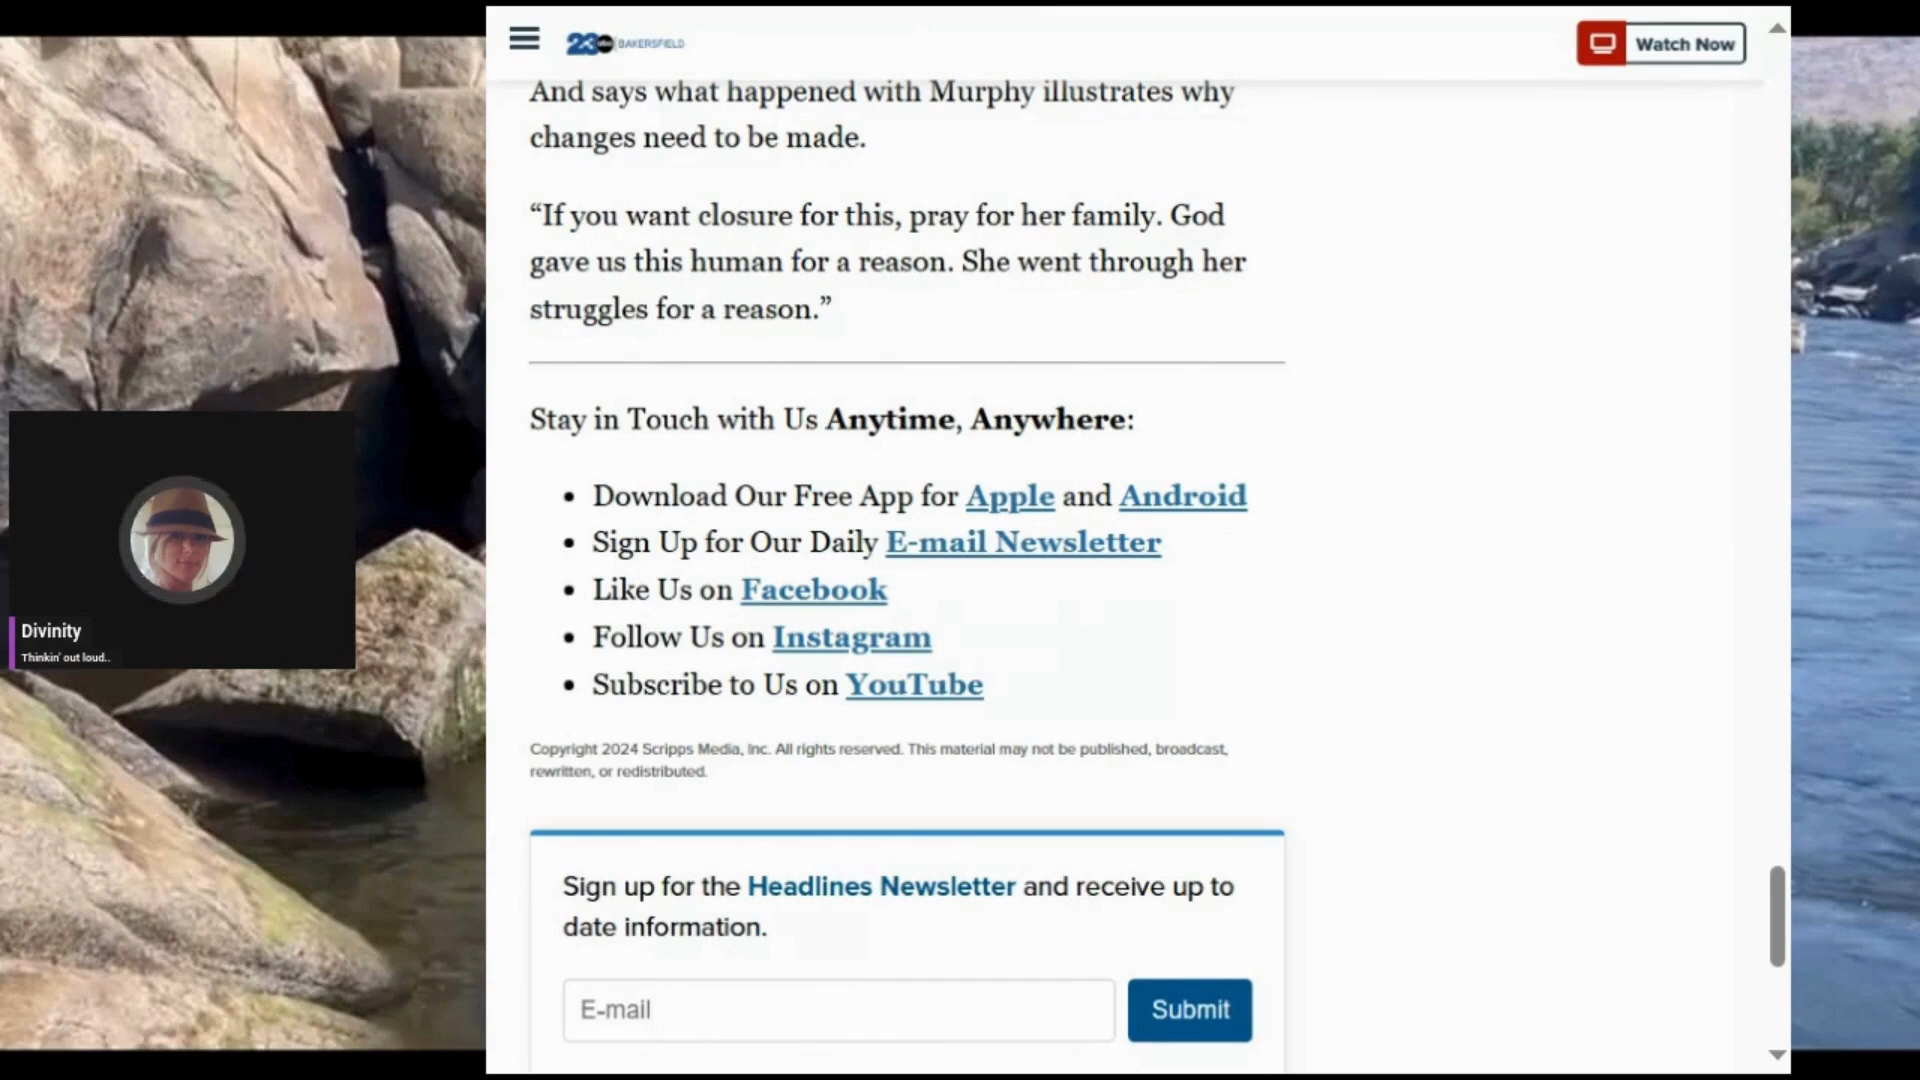 23 abc BAKERSFIELD
Watch Now
And says what happened with Murphy illustrates why
changes need to be made.
“If you want closure for this, pray for her family. God
gave us this human for a reason. She went through her
struggles for a reason.”
Stay in Touch with Us Anytime, Anywhere:
• Download Our Free App for Apple and Android
• Sign Up for Our Daily E-mail Newsletter
• Like Us on Facebook
• Follow Us on Instagram
• Subscribe to Us on YouTube
Copyright 2024 Scripps Media, Inc. All rights reserved. This material may not be published, broadcast,
rewritten, or redistributed.
Sign up for the Headlines Newsletter and receive up to
date information.
E-mail
Submit
Divinity
Thinkin' out loud..